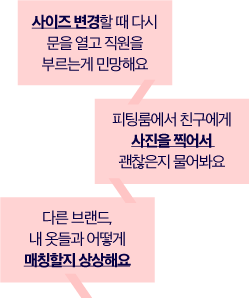 사이즈 변경할 때 다시
문을 열고 직원을
부르는게 민망해요
피팅룸에서 친구에게
사진을 찍어서
괜찮은지 물어봐요
다른 브랜드,
내 옷들과 어떻게
매칭할지 상상해요